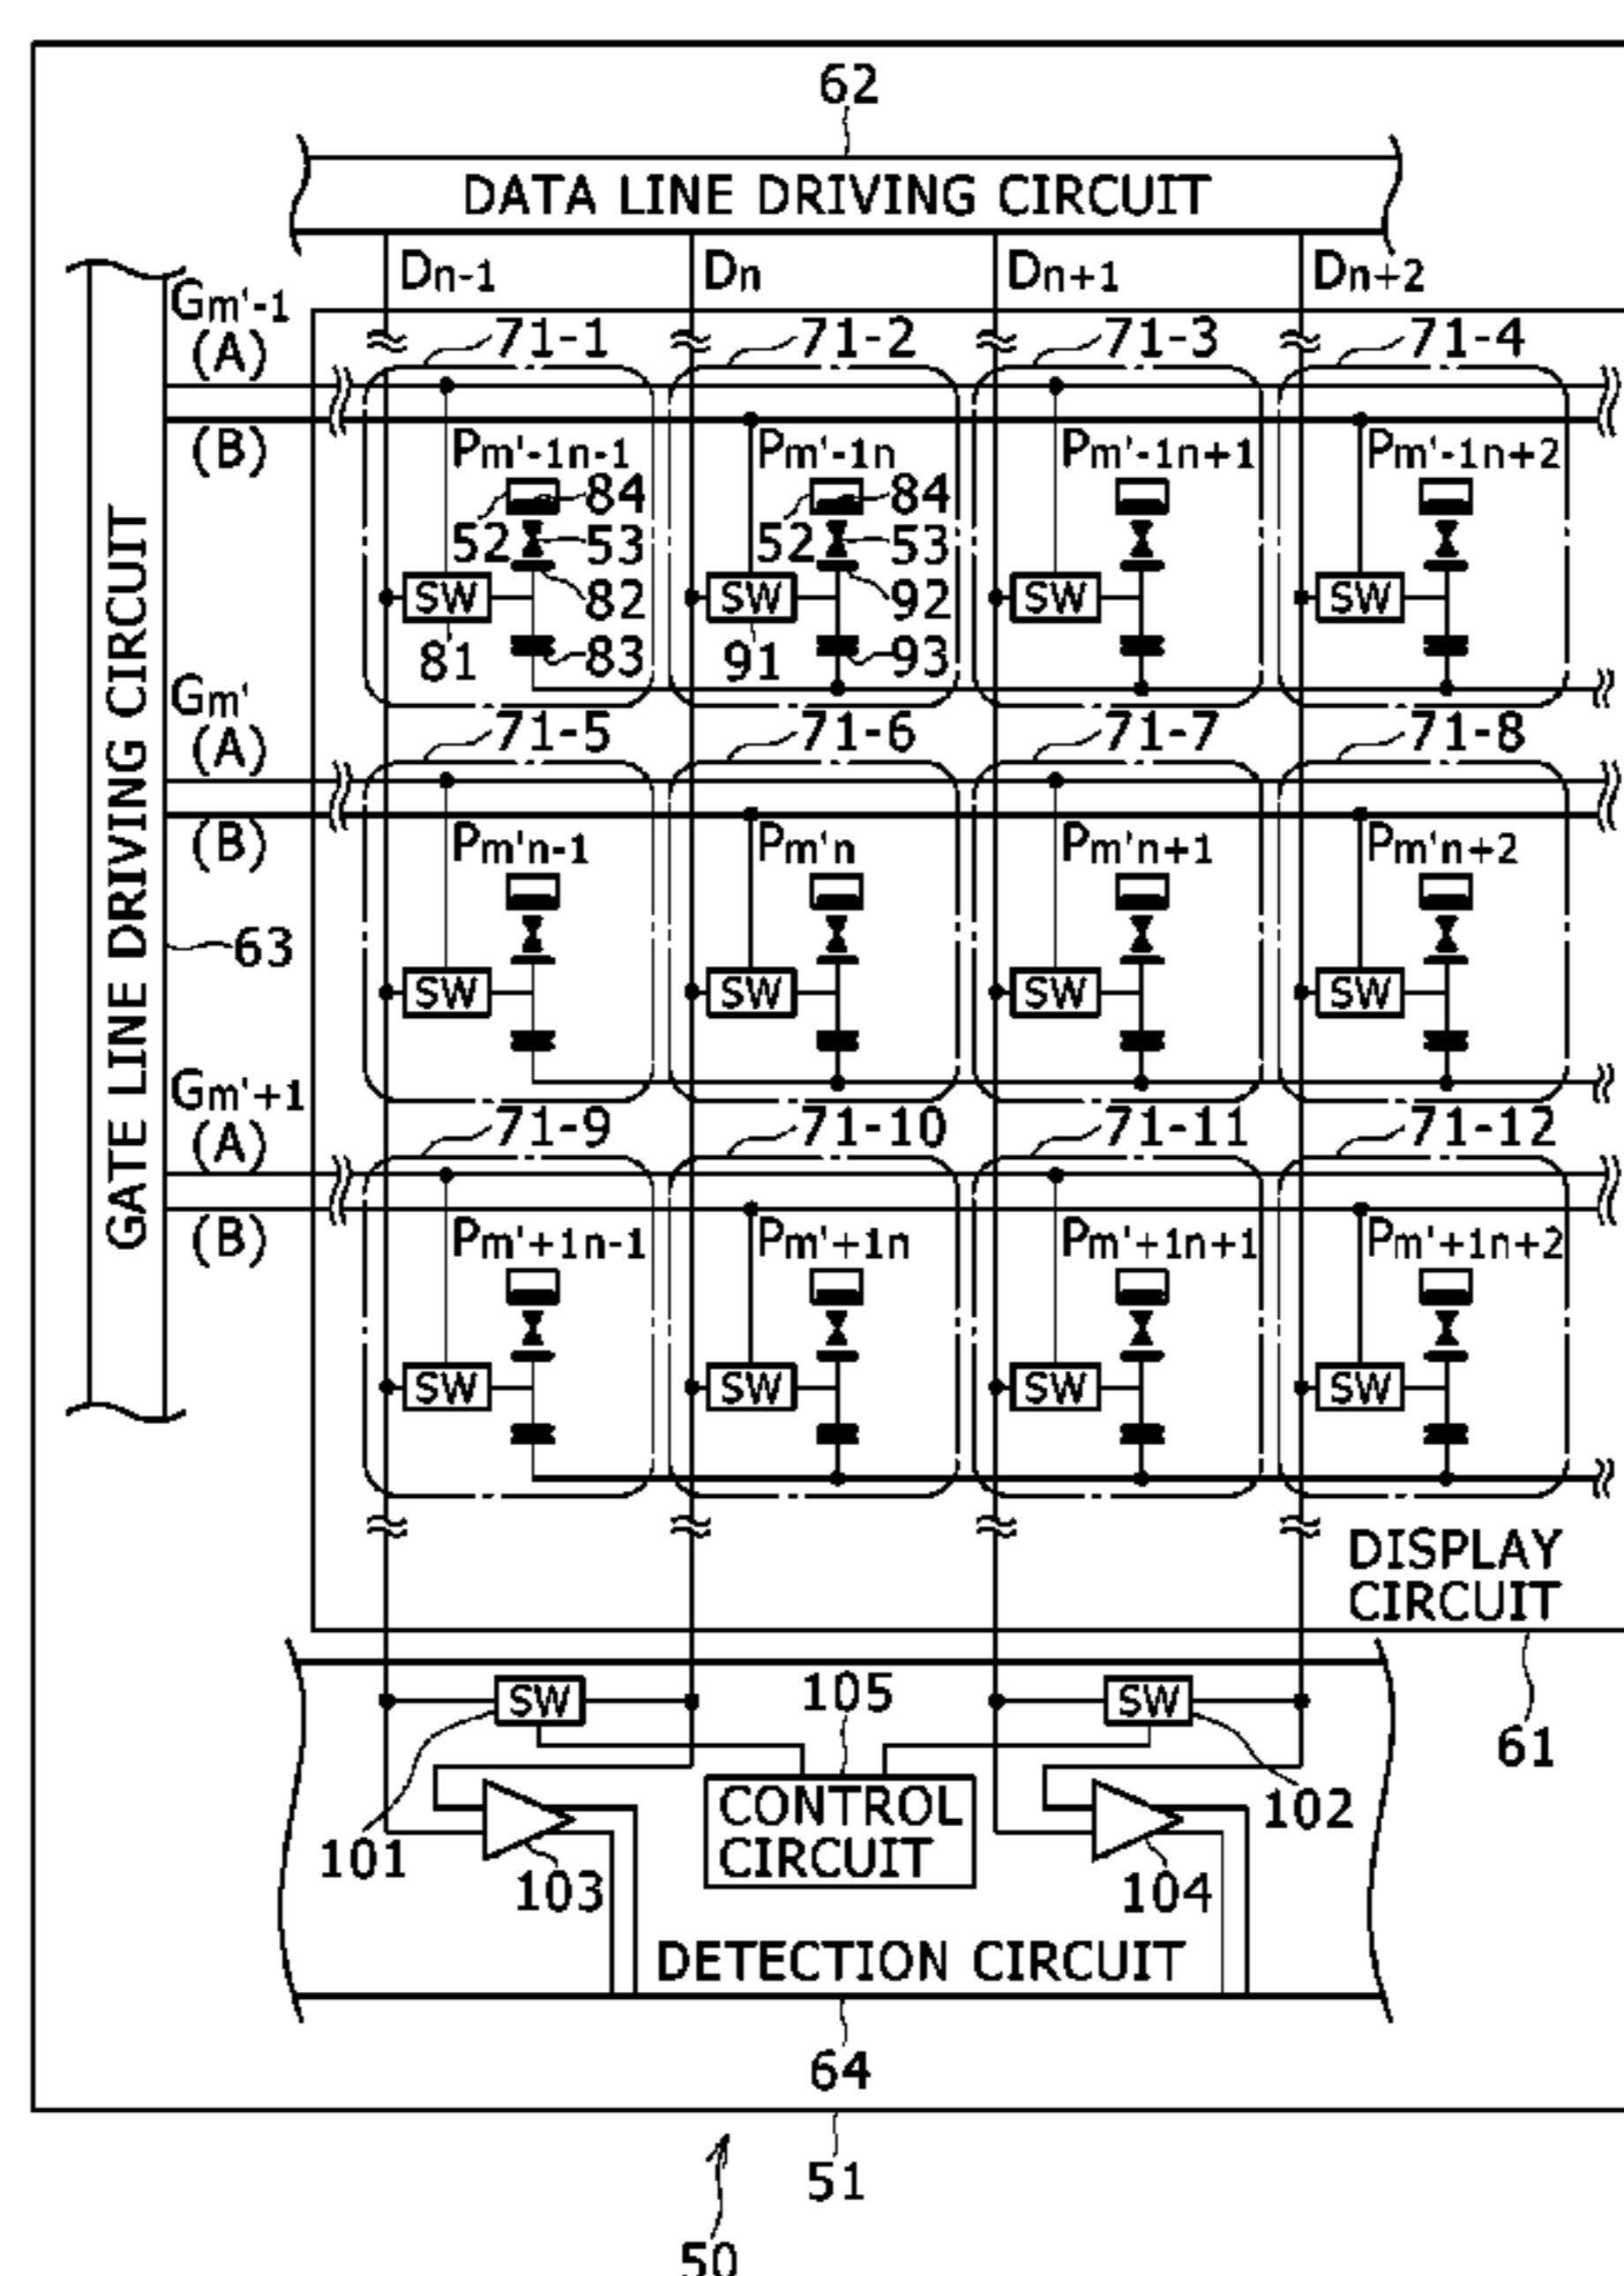 62
DATA LINE DRIVING CIRCUIT
Dn-1 Dn Dn+1 Dn+2
Gm'-1
(A)
71-1 71-2 71-3 71-4
(B)
Pm'-1n-1 Pm'-1n Pm'-1n+1 Pm'-1n+2
84 84
52 53 52 53
SW 82 SW 92 SW SW
81 83 91 93
GATE LINE DRIVING CIRCUIT
63
Gm'
(A)
71-5 71-6 71-7 71-8
(B)
Pm'n-1 Pm'n Pm'n+1 Pm'n+2
SW SW SW SW
Gm'+1
(A)
71-9 71-10 71-11 71-12
(B)
Pm'+1n-1 Pm'+1n Pm'+1n+1 Pm'+1n+2
SW SW SW SW
DISPLAY
CIRCUIT
61
SW 105 SW
CONTROL
CIRCUIT
101 103 104 102
DETECTION CIRCUIT
64
51
50